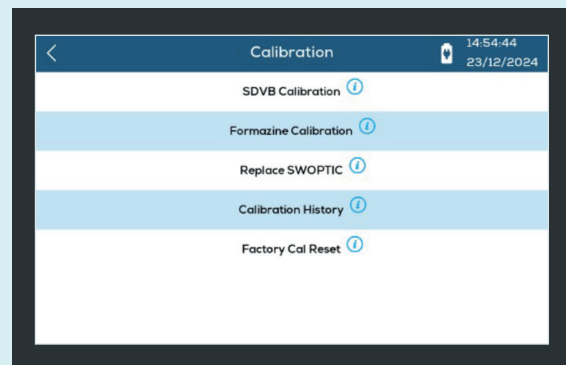 Calibration
14:54:44
23/12/2024
SDVB Calibration i
Formazine Calibration i
Replace SWOPTIC i
Calibration History i
Factory Cal Reset i